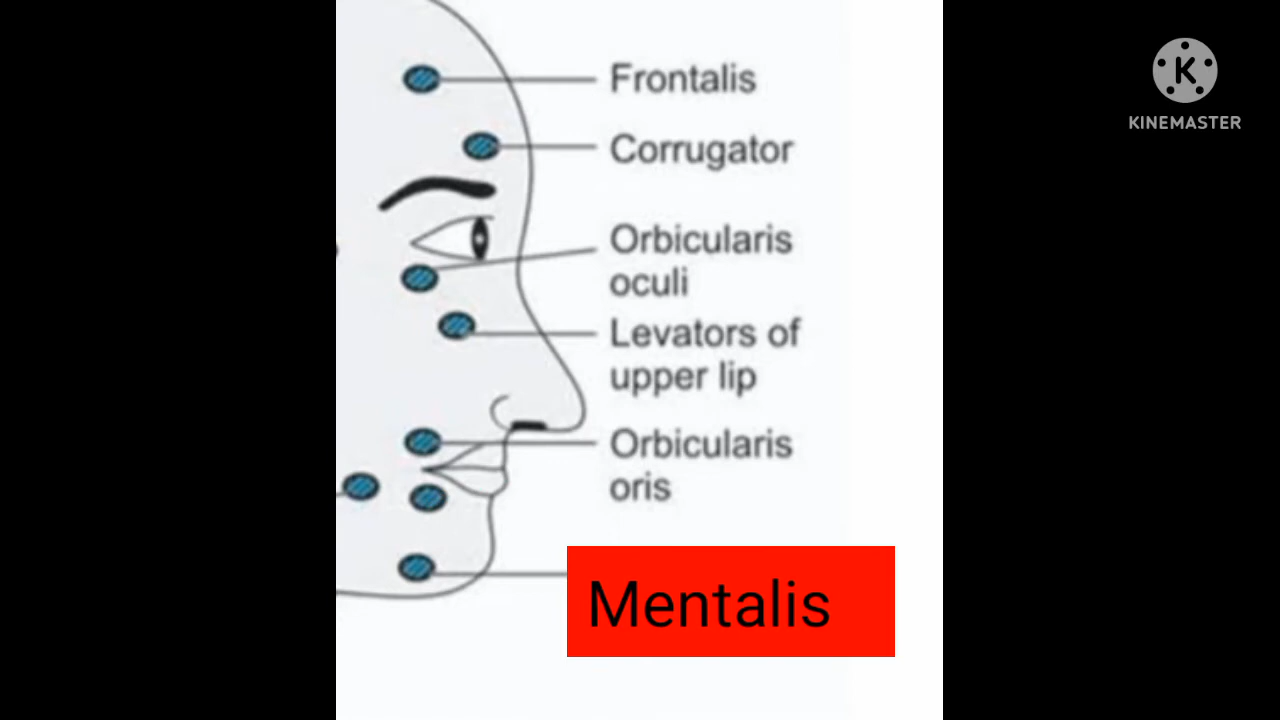 Frontalis
K
KINEMASTER
Corrugator
Orbicularis
oculi
Levators of
upper lip
Orbicularis
oris
Mentalis